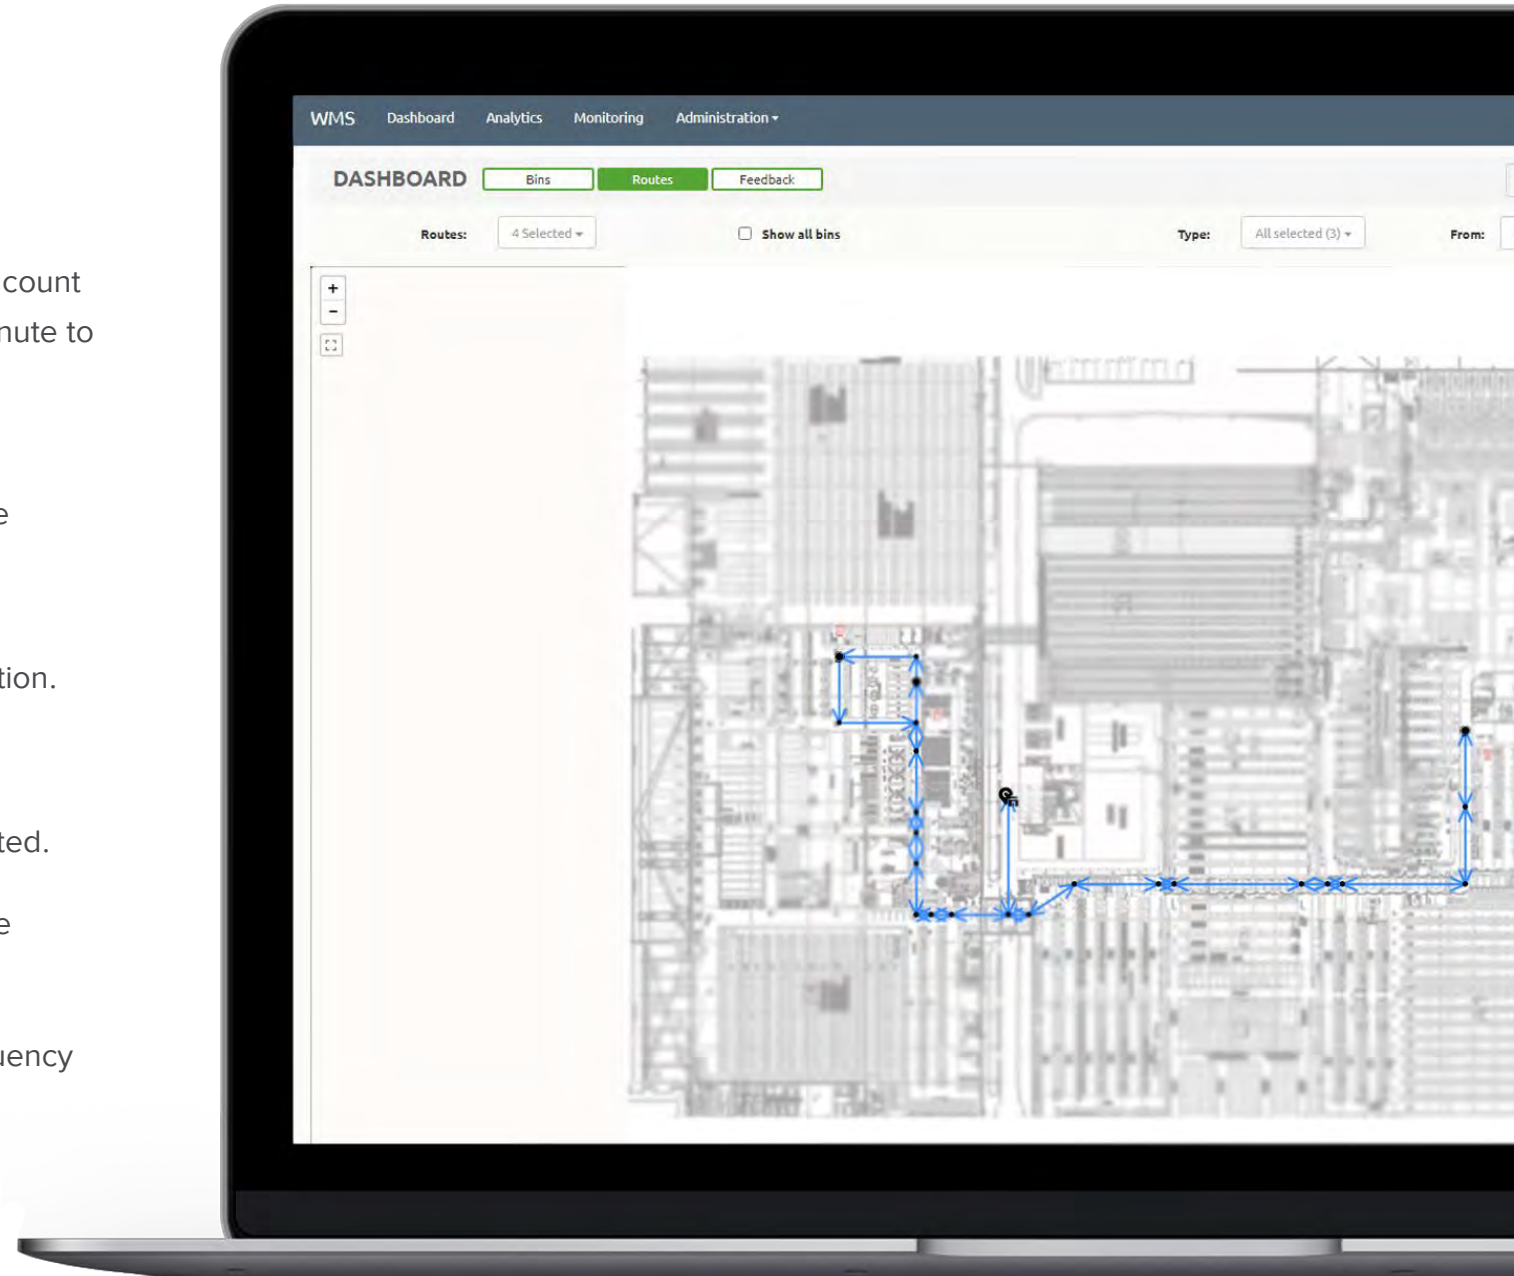 count
nute to
e
tion.
ted.
e
uency
WMS Dashboard Analytics Monitoring Administration
DASHBOARD Bins Routes Feedback
Routes: 4 Selected Show all bins Type: All selected (3) From:
+
-